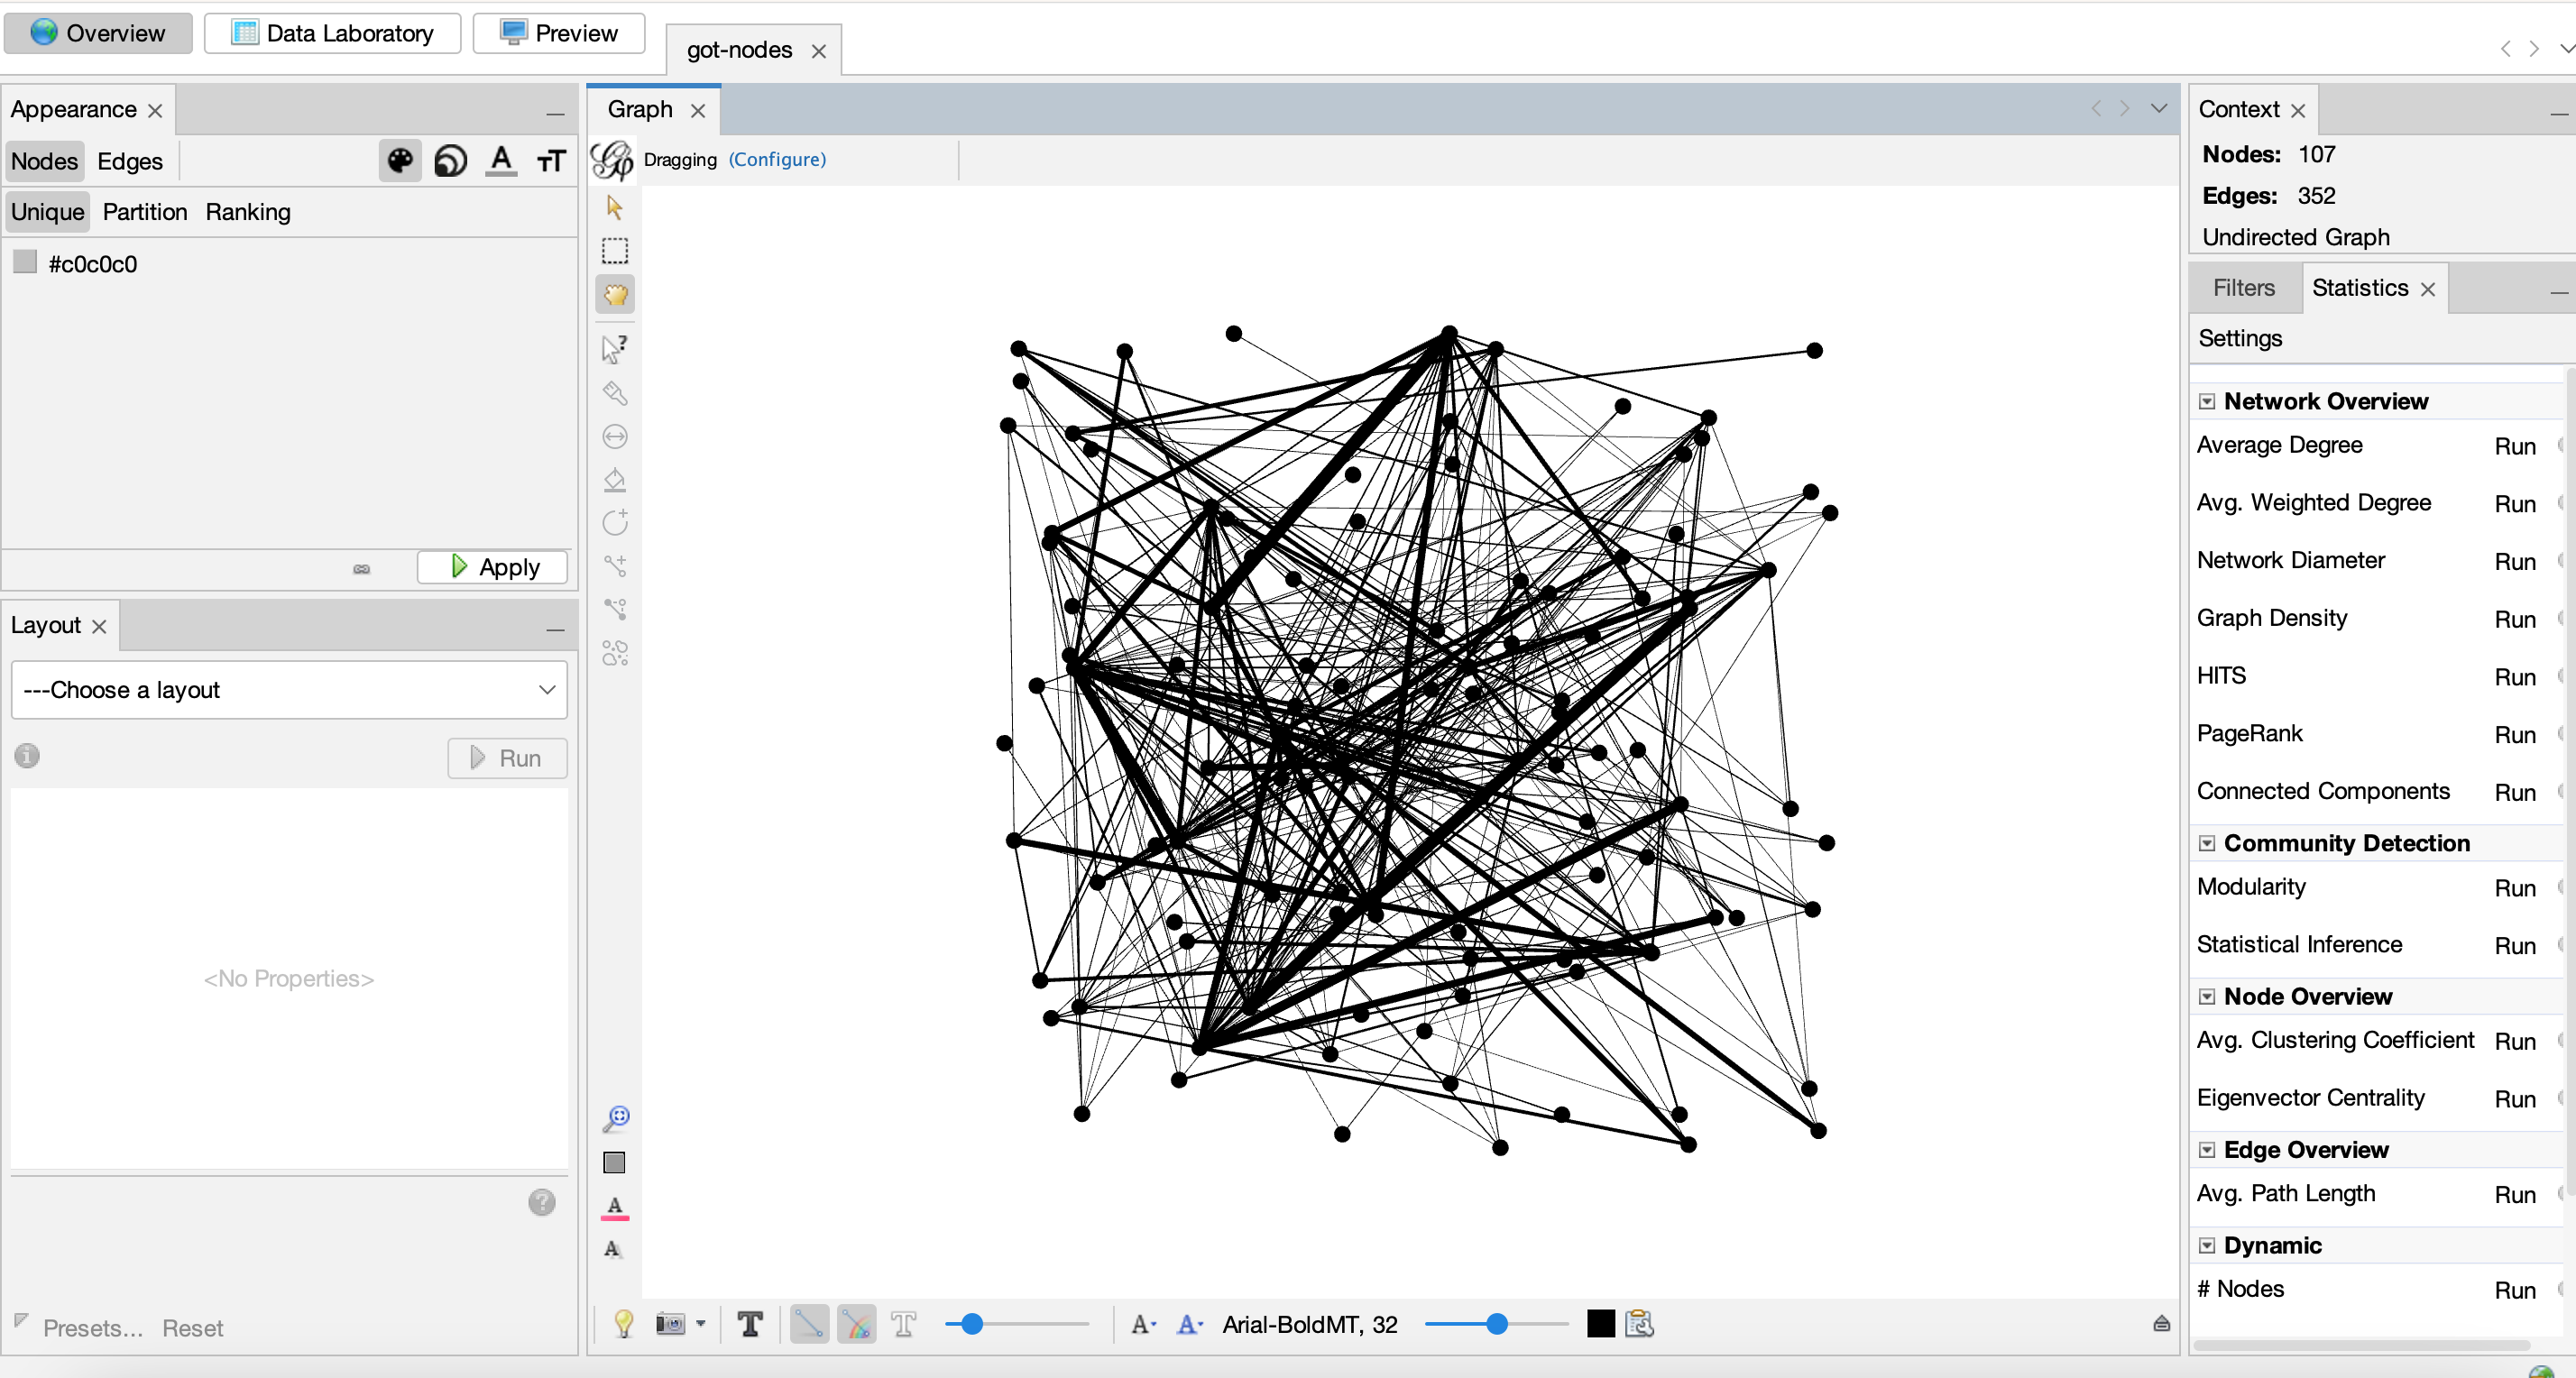 Overview Data Laboratory Preview
got-nodes
Appearance
Nodes Edges A TT
Unique Partition Ranking
#c0c0c0
Apply
Layout
---Choose a layout
Run
<No Properties>
Presets... Reset
Graph
Dragging (Configure)
A
A
T T A A Arial-BoldMT, 32
Context
Nodes: 107
Edges: 352
Undirected Graph
Filters Statistics
Settings
Network Overview
Average Degree Run
Avg. Weighted Degree Run
Network Diameter Run
Graph Density Run
HITS Run
PageRank Run
Connected Components Run
Community Detection
Modularity Run
Statistical Inference Run
Node Overview
Avg. Clustering Coefficient Run
Eigenvector Centrality Run
Edge Overview
Avg. Path Length Run
Dynamic
# Nodes Run